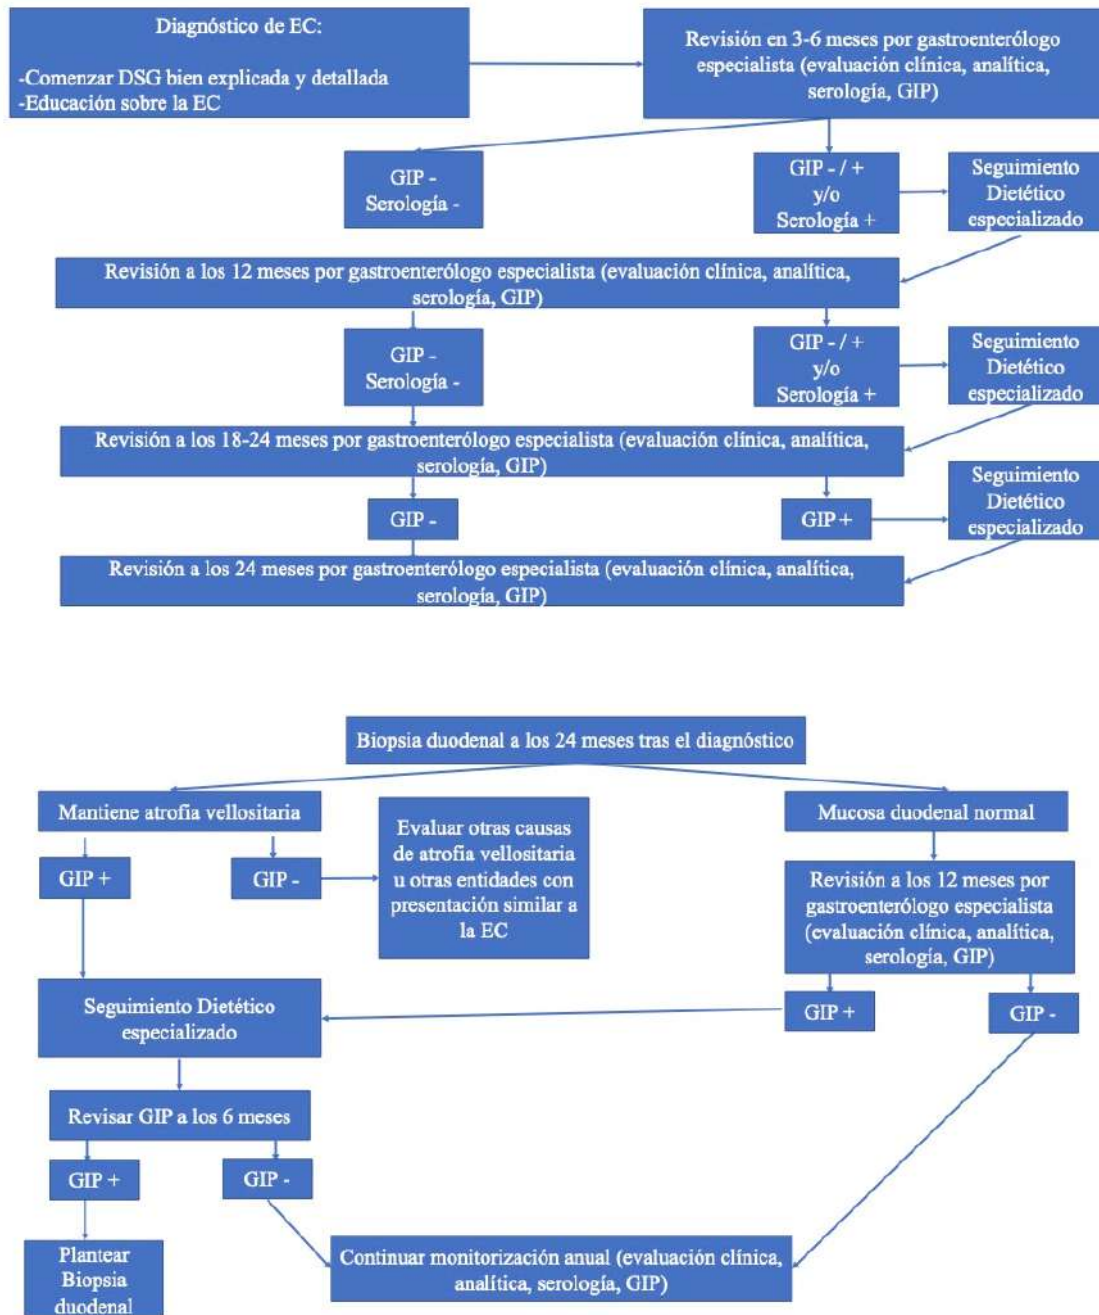 Diagnóstico de EC:
-Comenzar DSG bien explicada y detallada
-Educación sobre la EC
Revisión en 3-6 meses por gastroenterólogo
especialista (evaluación clínica, analítica,
serología, GIP)
GIP -
Serología -
GIP - / +
y/o
Serología +
Seguimiento
Dietético
especializado
Revisión a los 12 meses por gastroenterólogo especialista (evaluación clínica, analítica,
serología, GIP)
GIP -
Serología -
GIP - / +
y/o
Serología +
Seguimiento
Dietético
especializado
Revisión a los 18-24 meses por gastroenterólogo especialista (evaluación clínica, analítica,
serología, GIP)
GIP -
GIP +
Seguimiento
Dietético
especializado
Revisión a los 24 meses por gastroenterólogo especialista (evaluación clínica, analítica,
serología, GIP)
Biopsia duodenal a los 24 meses tras el diagnóstico
Mantiene atrofia vellositaria
GIP +
GIP -
Evaluar otras causas
de atrofia vellositaria
u otras entidades con
presentación similar a
la EC
Mucosa duodenal normal
Revisión a los 12 meses por
gastroenterólogo especialista
(evaluación clínica, analítica,
serología, GIP)
GIP +
GIP -
Seguimiento Dietético
especializado
Revisar GIP a los 6 meses
GIP +
GIP -
Plantear
Biopsia
duodenal
Continuar monitorización anual (evaluación clínica,
analítica, serología, GIP)